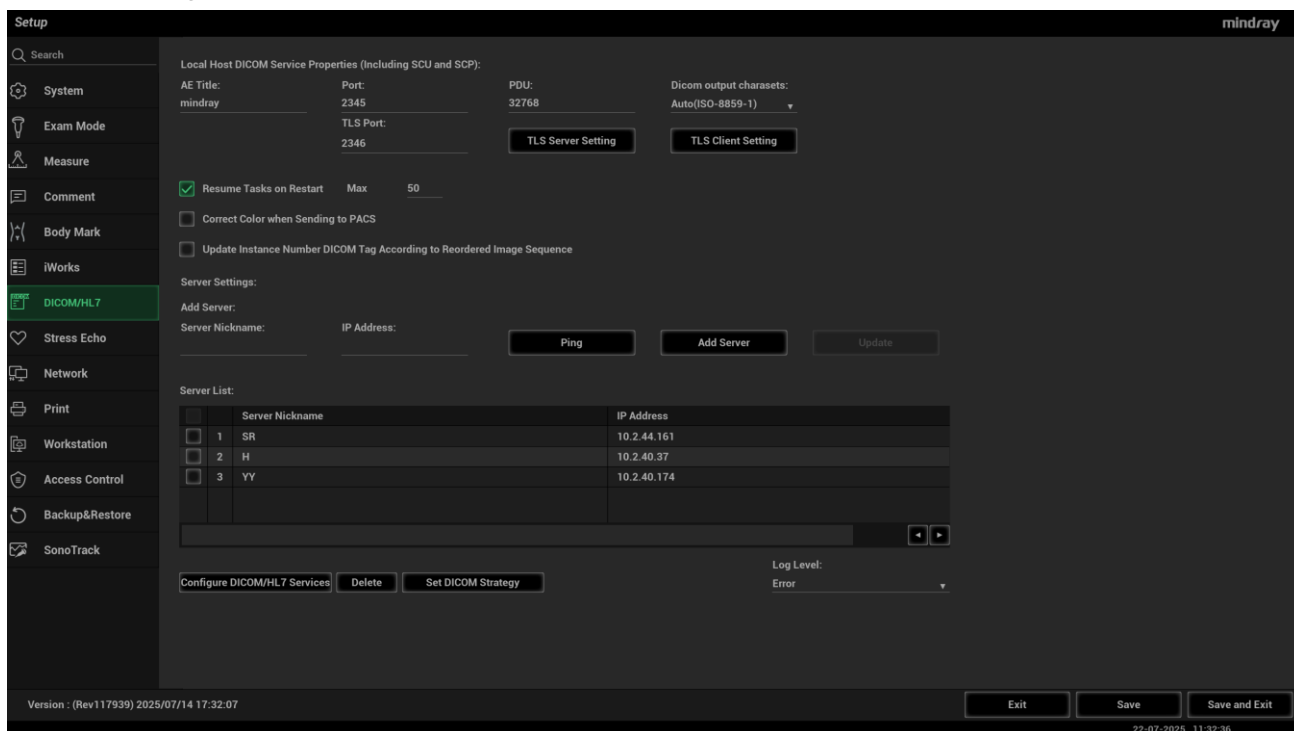 Setup
mindray
Search
System
Exam Mode
Measure
Comment
Body Mark
iWorks
DICOM/HL7
Stress Echo
Network
Print
Workstation
Access Control
Backup&Restore
SonoTrack
Local Host DICOM Service Properties (Including SCU and SCP):
AE Title: Port: PDU: Dicom output charasets:
mindray 2345 32768 Auto(ISO-8859-1)
TLS Port:
2346 TLS Server Setting TLS Client Setting
Resume Tasks on Restart Max 50
Correct Color when Sending to PACS
Update Instance Number DICOM Tag According to Reordered Image Sequence
Server Settings:
Add Server:
Server Nickname: IP Address:
Ping Add Server Update
Server List:
Server Nickname IP Address
1 SR 10.2.44.161
2 H 10.2.40.37
3 YY 10.2.40.174
Log Level:
Configure DICOM/HL7 Services Delete Set DICOM Strategy Error
Version : (Rev117939) 2025/07/14 17:32:07 Exit Save Save and Exit
22-07-2025 11:32:36